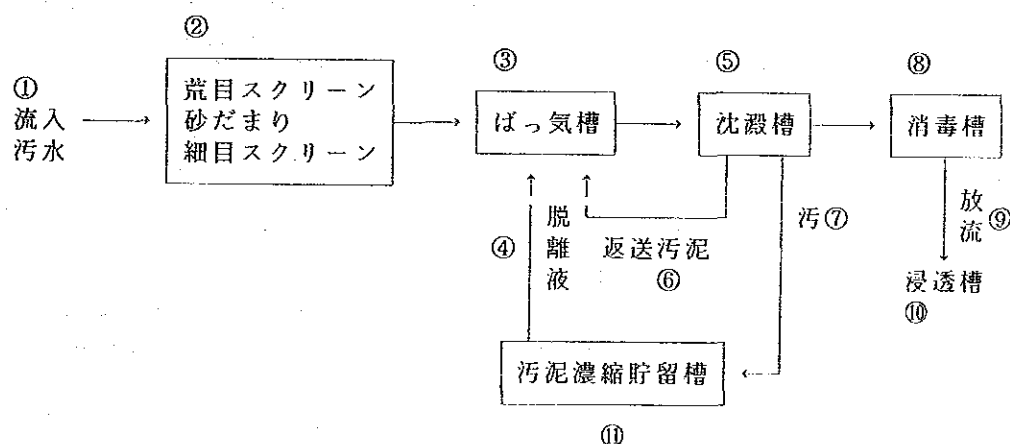 ②
①
流入
汚水
荒目スクリーン
砂だまり
細目スクリーン
③
ばっ気槽
⑤
沈澱槽
⑧
消毒槽
④
脱離液
返送汚泥
⑥
汚⑦
放流⑨
浸透槽
⑩
汚泥濃縮貯留槽
⑪